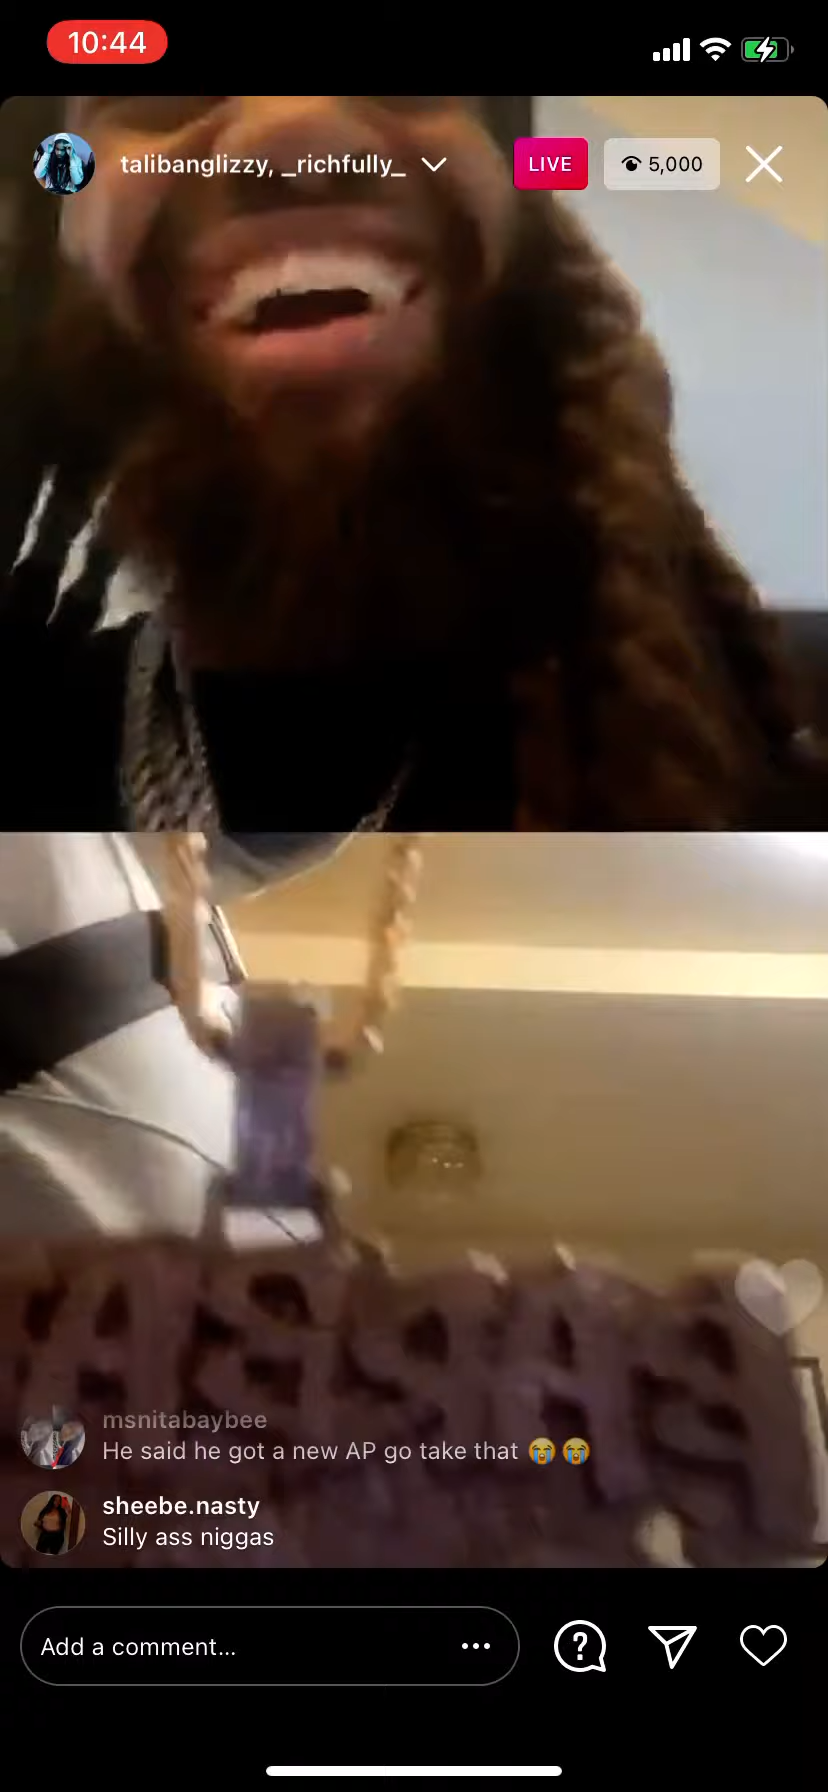 10:44
talibanglizzy, _richfully_
LIVE
5,000
msnitabaybee
He said he got a new AP go take that 😭😭
sheebe.nasty
Silly ass niggas
Add a comment...